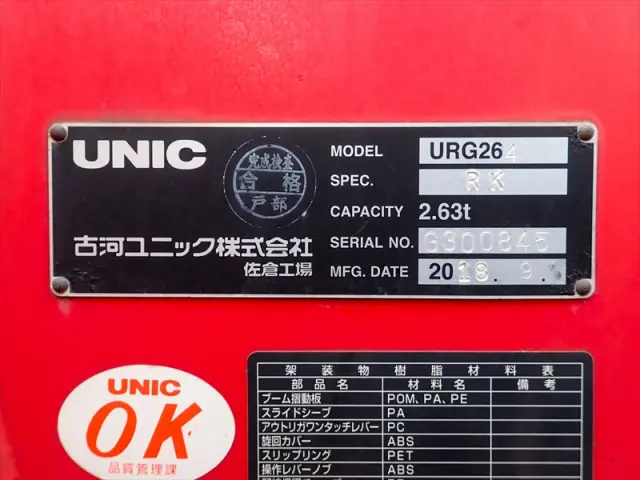 UNIC
完成検査
合格
戸部
古河ユニック株式会社
佐倉工場
MODEL URG264
SPEC. RK
CAPACITY 2.63t
SERIAL NO. G300845
MFG. DATE 2018. 9.
UNIC
OK
品質管理課
架装物樹脂材料表
部品名 材料名 備考
ブーム摺動板 POM, PA, PE
スライドシーブ PA
アウトリガワンタッチレバー PC
旋回カバー ABS
スリップリング PET
操作レバーノブ ABS